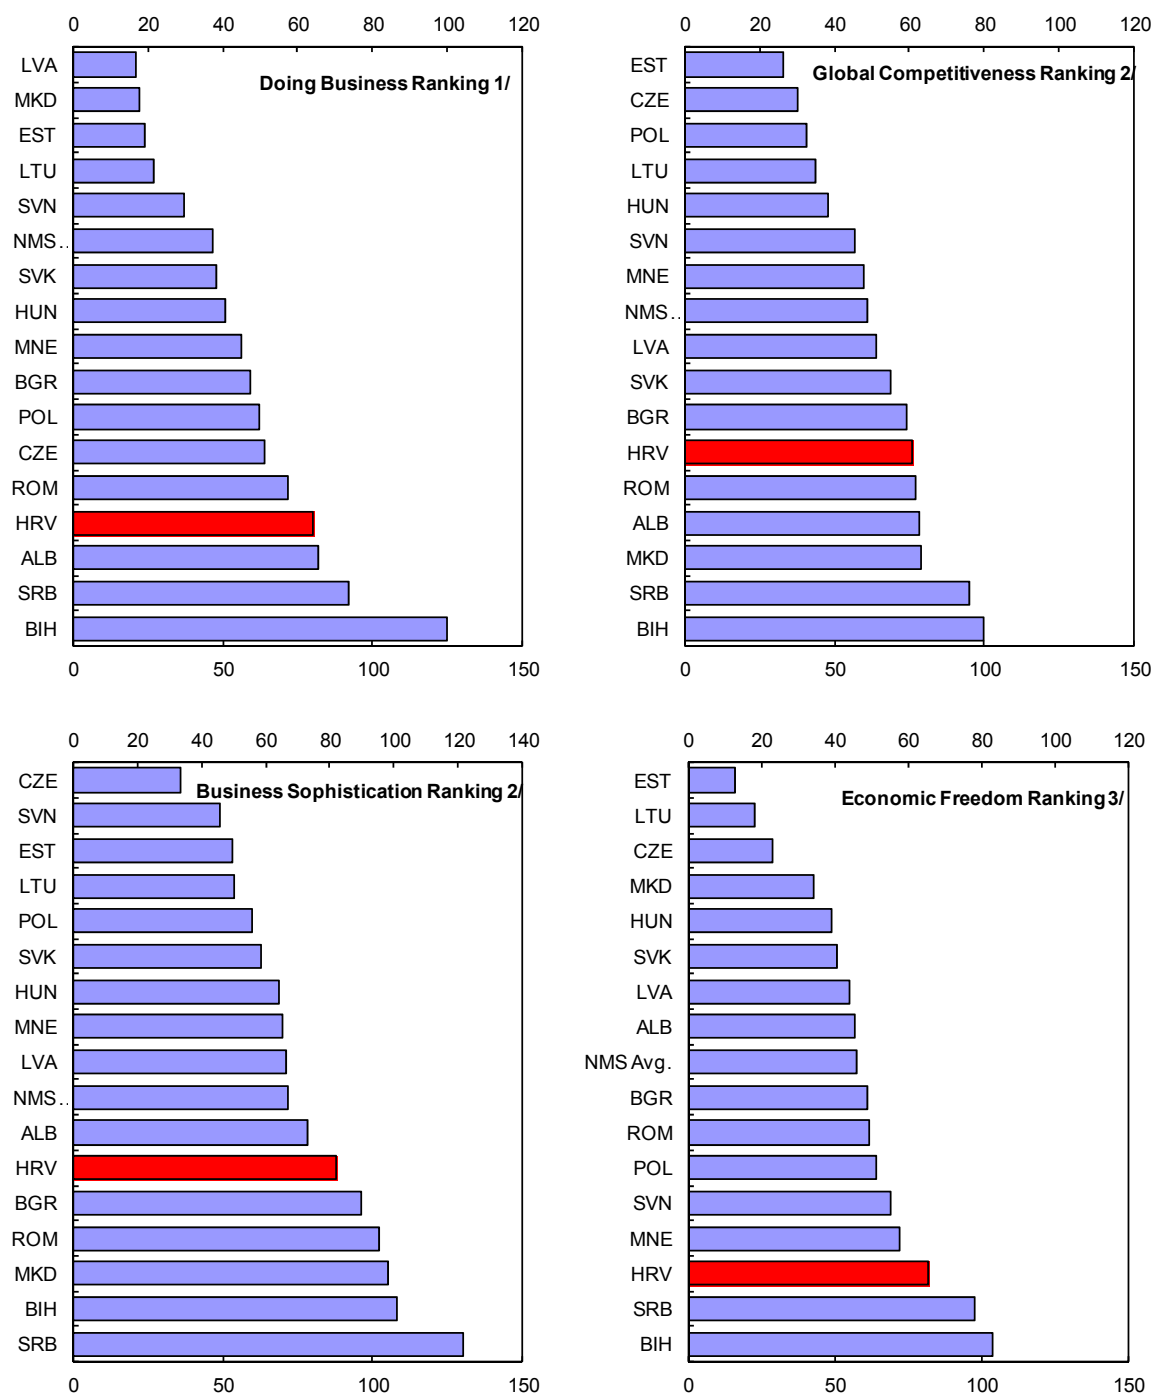 0 20 40 60 80 100 120
Doing Business Ranking 1/
LVA
MKD
EST
LTU
SVN
NMS..
SVK
HUN
MNE
BGR
POL
CZE
ROM
HRV
ALB
SRB
BIH
0 50 100 150
0 20 40 60 80 100 120
Global Competitiveness Ranking 2/
EST
CZE
POL
LTU
HUN
SVN
MNE
NMS..
LVA
SVK
BGR
HRV
ROM
ALB
MKD
SRB
BIH
0 50 100 150
0 20 40 60 80 100 120 140
Business Sophistication Ranking 2/
CZE
SVN
EST
LTU
POL
SVK
HUN
MNE
LVA
NMS..
ALB
HRV
BGR
ROM
MKD
BIH
SRB
0 50 100 150
0 20 40 60 80 100 120
Economic Freedom Ranking 3/
EST
LTU
CZE
MKD
HUN
SVK
LVA
ALB
NMS Avg.
BGR
ROM
POL
SVN
MNE
HRV
SRB
BIH
0 50 100 150